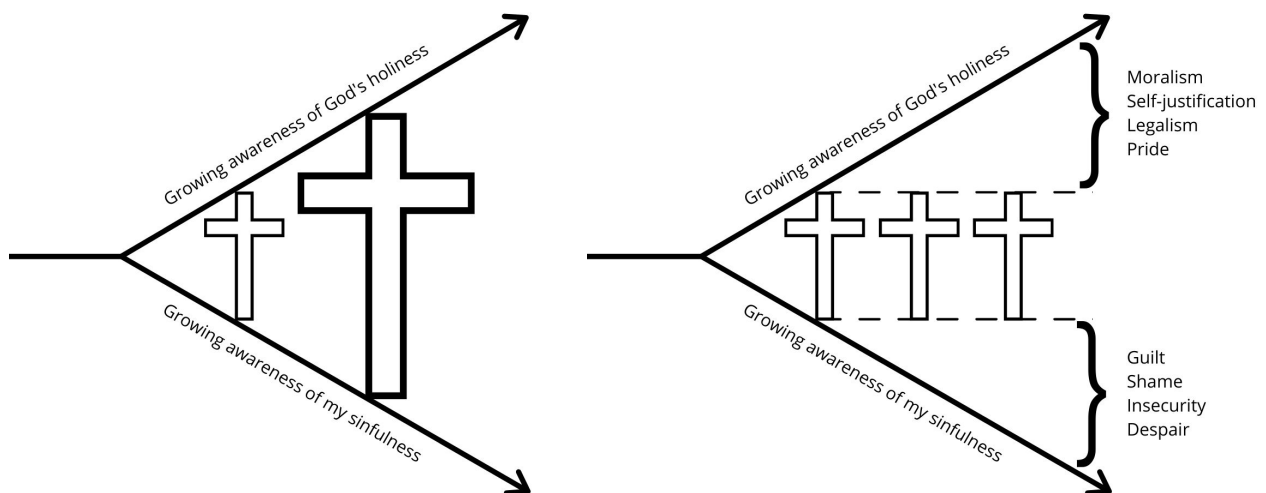 Growing awareness of God's holiness
Growing awareness of my sinfulness
Growing awareness of God's holiness
Moralism
Self-justification
Legalism
Pride
Growing awareness of my sinfulness
Guilt
Shame
Insecurity
Despair